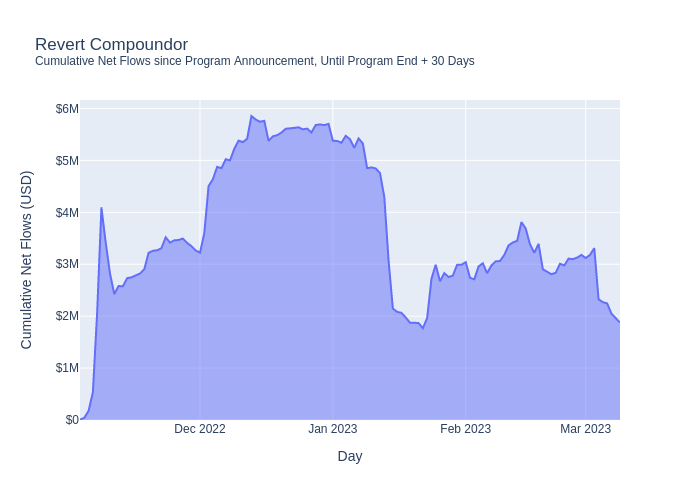 Revert Compoundor
Cumulative Net Flows since Program Announcement, Until Program End + 30 Days
Cumulative Net Flows (USD)
$6M
$5M
$4M
$3M
$2M
$1M
$0
Dec 2022
Jan 2023
Feb 2023
Mar 2023
Day